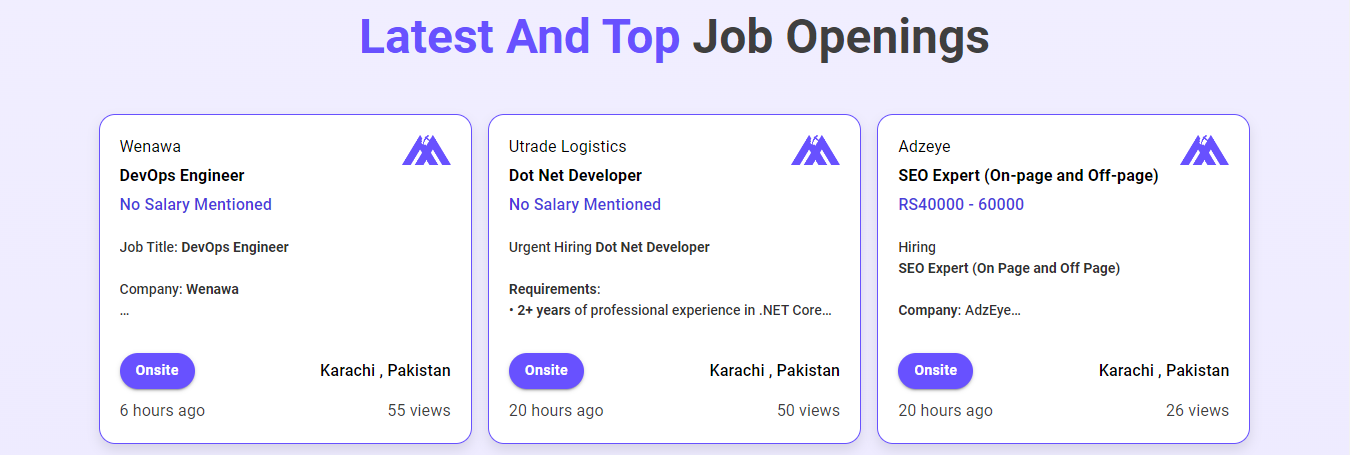 Latest And Top Job Openings
Wenawa
DevOps Engineer
No Salary Mentioned
Job Title: DevOps Engineer
Company: Wenawa
...
Onsite
Karachi , Pakistan
6 hours ago
55 views
Utrade Logistics
Dot Net Developer
No Salary Mentioned
Urgent Hiring Dot Net Developer
Requirements:
• 2+ years of professional experience in .NET Core...
Onsite
Karachi , Pakistan
20 hours ago
50 views
Adzeye
SEO Expert (On-page and Off-page)
RS40000 - 60000
Hiring
SEO Expert (On Page and Off Page)
Company: AdzEye...
Onsite
Karachi , Pakistan
20 hours ago
26 views